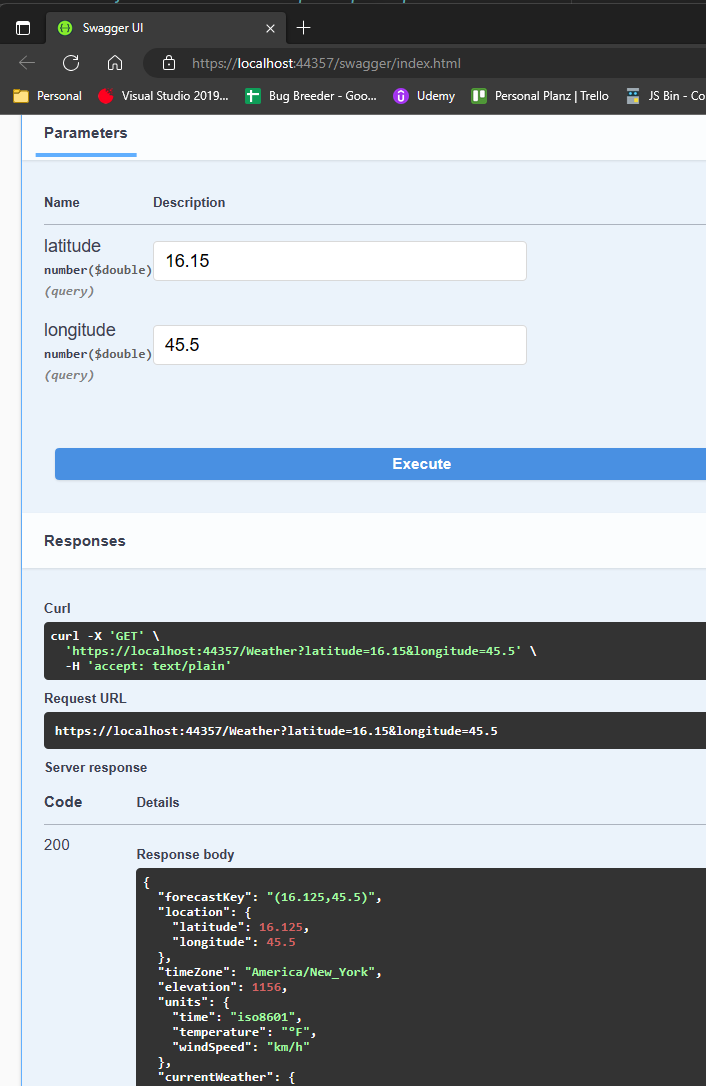 Swagger UI
https://localhost:44357/swagger/index.html
Personal Visual Studio 2019... Bug Breeder - Goo... Udemy Personal Planz | Trello JS Bin - Co
Parameters
Name Description
latitude
number($double)
(query)
16.15
longitude
number($double)
(query)
45.5
Execute
Responses
Curl
curl -X 'GET' \
'https://localhost:44357/Weather?latitude=16.15&longitude=45.5' \
-H 'accept: text/plain'
Request URL
https://localhost:44357/Weather?latitude=16.15&longitude=45.5
Server response
Code Details
200
Response body
{
"forecastKey": "(16.125,45.5)",
"location": {
"latitude": 16.125,
"longitude": 45.5
},
"timeZone": "America/New_York",
"elevation": 1156,
"units": {
"time": "iso8601",
"temperature": "°F",
"windSpeed": "km/h"
},
"currentWeather": {